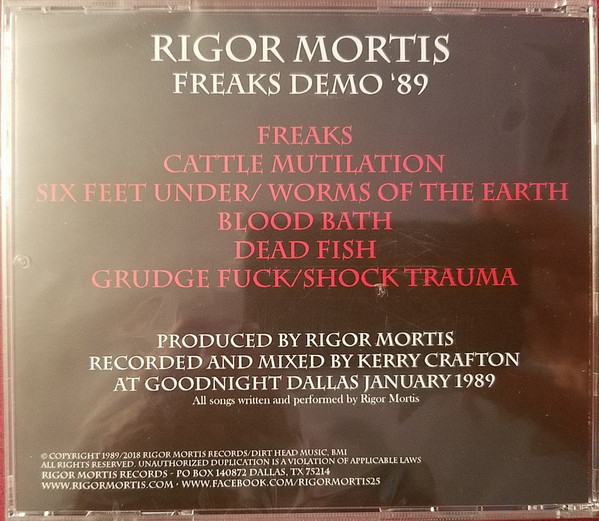 RIGOR MORTIS
FREAKS DEMO '89
FREAKS
CATTLE MUTILATION
SIX FEET UNDER/ WORMS OF THE EARTH
BLOOD BATH
DEAD FISH
GRUDGE FUCK/SHOCK TRAUMA
PRODUCED BY RIGOR MORTIS
RECORDED AND MIXED BY KERRY CRAFTON
AT GOODNIGHT DALLAS JANUARY 1989
All songs written and performed by Rigor Mortis
© COPYRIGHT 1989/2018 RIGOR MORTIS RECORDS/DIRT HEAD MUSIC, BMI
ALL RIGHTS RESERVED. UNAUTHORIZED DUPLICATION IS A VIOLATION OF APPLICABLE LAWS
RIGOR MORTIS RECORDS - PO BOX 140872 DALLAS, TX 75214
WWW.RIGORMORTIS.COM · WWW.FACEBOOK.COM/RIGORMORTIS25